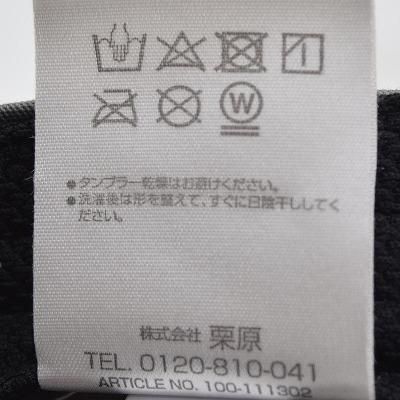 W
●タンブラー乾燥はお避けください。
●洗濯後は形を整えて、すぐに日陰干ししてく
ださい。
株式会社 栗原
TEL. 0120-810-041
ARTICLE NO. 100-111302